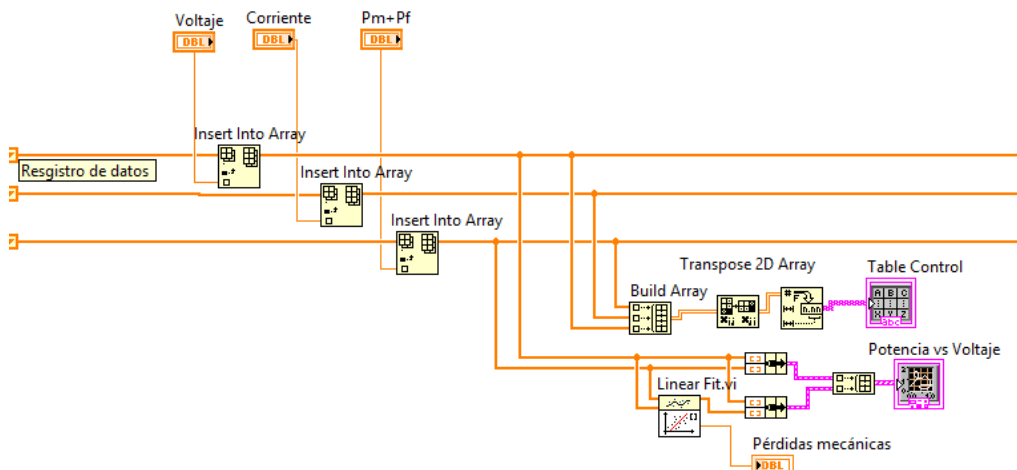 Voltaje
Corriente
Pm+Pf
DBL
DBL
DBL
Insert Into Array
Resgistro de datos
Insert Into Array
Insert Into Array
Transpose 2D Array
Table Control
Build Array
Potencia vs Voltaje
Linear Fit.vi
Pérdidas mecánicas
DBL